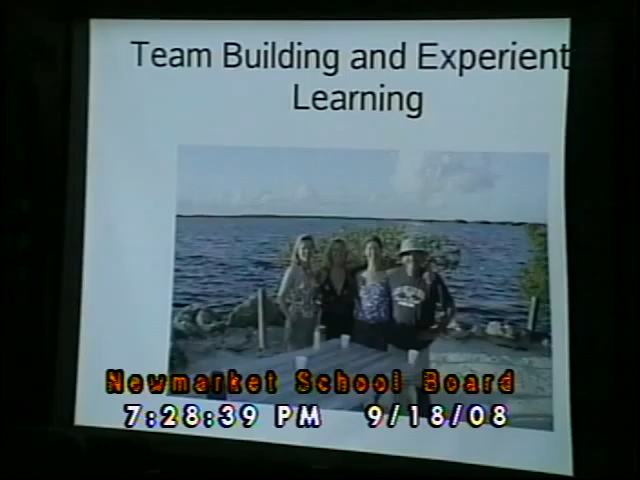 Team Building and Experient
Learning
Newmarket School Board
7:28:39 PM 9/18/08